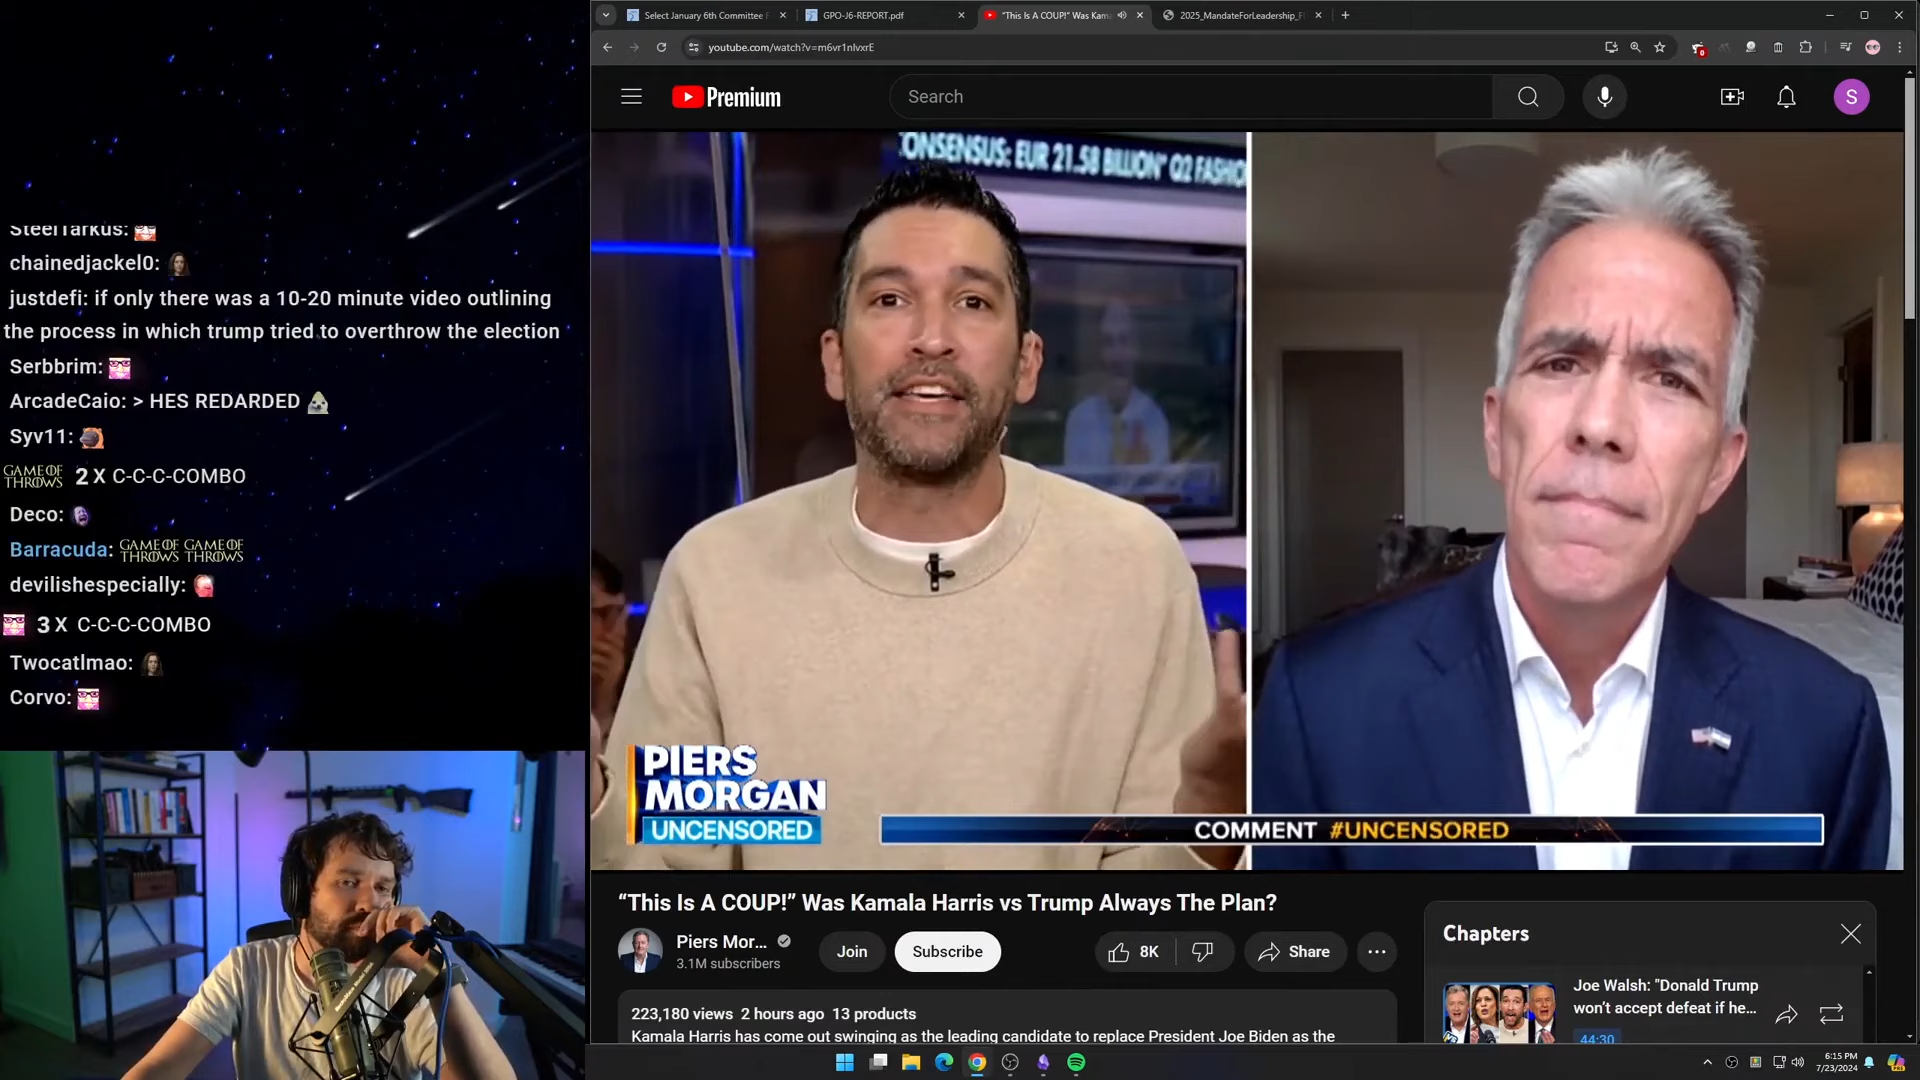 Select January 6th Committee F
GPO-J6-REPORT.pdf
"This Is A COUP!" Was Kama
2025_MandateForLeadership_F
youtube.com/watch?v=m6vr1nlvxrE
0
Premium
Search
S
SteelTarkus:
chainedjackel0:
justdefi: if only there was a 10-20 minute video outlining
the process in which trump tried to overthrow the election
Serbbrim:
ArcadeCaio: > HES REDARDED
Syv11:
GAME OF THRONES 2 X C-C-C-COMBO
Deco:
Barracuda: GAME OF THRONES GAME OF THRONES
devilishespecially:
3 X C-C-C-COMBO
Twocatlmao:
Corvo:
CONSENSUS: EUR 21.58 BILLION" Q2 FASHIO
PIERS
MORGAN
UNCENSORED
COMMENT #UNCENSORED
“This Is A COUP!” Was Kamala Harris vs Trump Always The Plan?
Piers Mor...
3.1M subscribers
Join
Subscribe
8K
Share
223,180 views 2 hours ago 13 products
Kamala Harris has come out swinging as the leading candidate to replace President Joe Biden as the
Chapters
Joe Walsh: "Donald Trump
won't accept defeat if he...
44:30
6:15 PM
7/23/2024